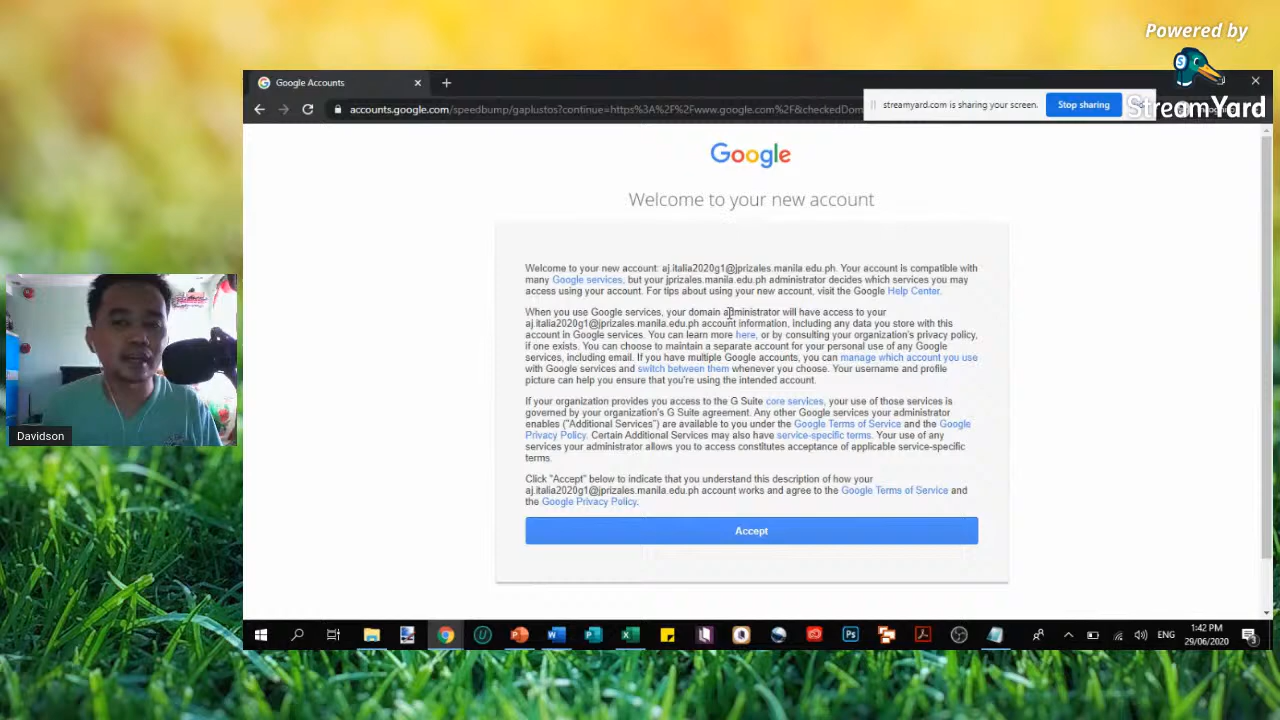 Powered by
StreamYard
Google Accounts
accounts.google.com/speedbump/gaplustos?continue=https%3A%2F%2Fwww.google.com%2F&checkedDom
streamyard.com is sharing your screen.
Stop sharing
Google
Welcome to your new account
Welcome to your new account: aj.italia2020g1@jprizales.manila.edu.ph. Your account is compatible with
many Google services, but your jprizales.manila.edu.ph administrator decides which services you may
access using your account. For tips about using your new account, visit the Google Help Center.
When you use Google services, your domain administrator will have access to your
aj.italia2020g1@jprizales.manila.edu.ph account information, including any data you store with this
account in Google services. You can learn more here, or by consulting your organization's privacy policy,
if one exists. You can choose to maintain a separate account for your personal use of any Google
services, including email. If you have multiple Google accounts, you can manage which account you use
with Google services and switch between them whenever you choose. Your username and profile
picture can help you ensure that you're using the intended account.
If your organization provides you access to the G Suite core services, your use of those services is
governed by your organization's G Suite agreement. Any other Google services your administrator
enables ("Additional Services") are available to you under the Google Terms of Service and the Google
Privacy Policy. Certain Additional Services may also have service-specific terms. Your use of any
services your administrator allows you to access constitutes acceptance of applicable service-specific
terms.
Click "Accept" below to indicate that you understand this description of how your
aj.italia2020g1@jprizales.manila.edu.ph account works and agree to the Google Terms of Service and
the Google Privacy Policy.
Accept
Davidson
ENG
1:42 PM
29/06/2020